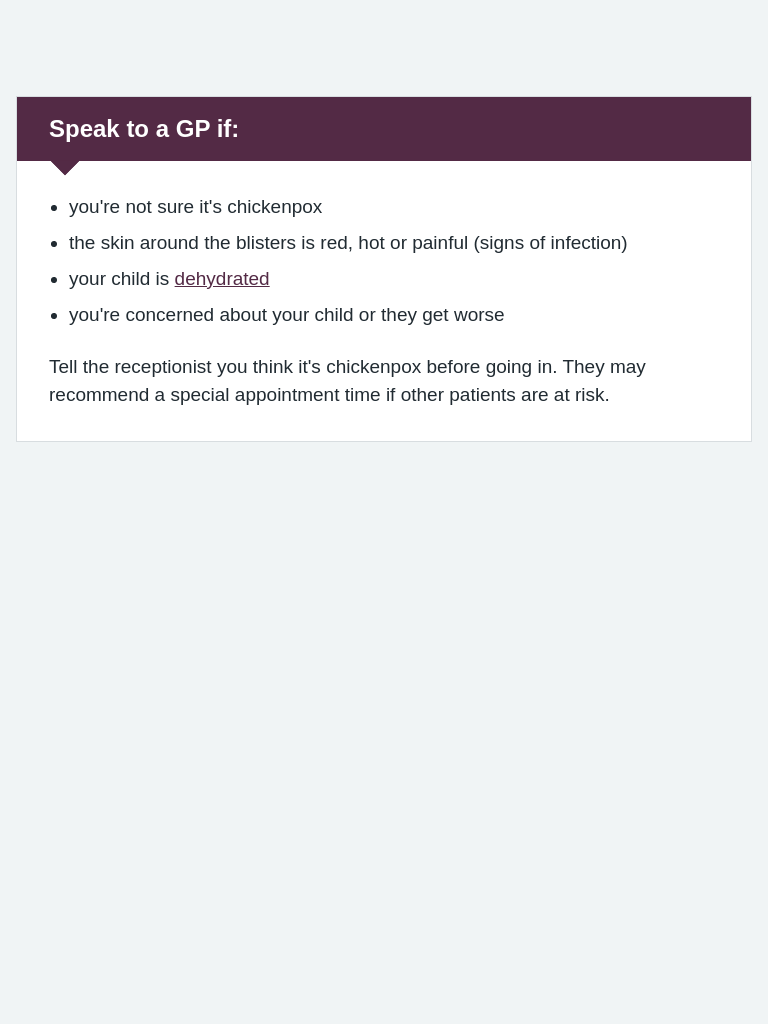 Speak to a GP if:
you're not sure it's chickenpox
the skin around the blisters is red, hot or painful (signs of infection)
your child is dehydrated
you're concerned about your child or they get worse
Tell the receptionist you think it's chickenpox before going in. They may
recommend a special appointment time if other patients are at risk.